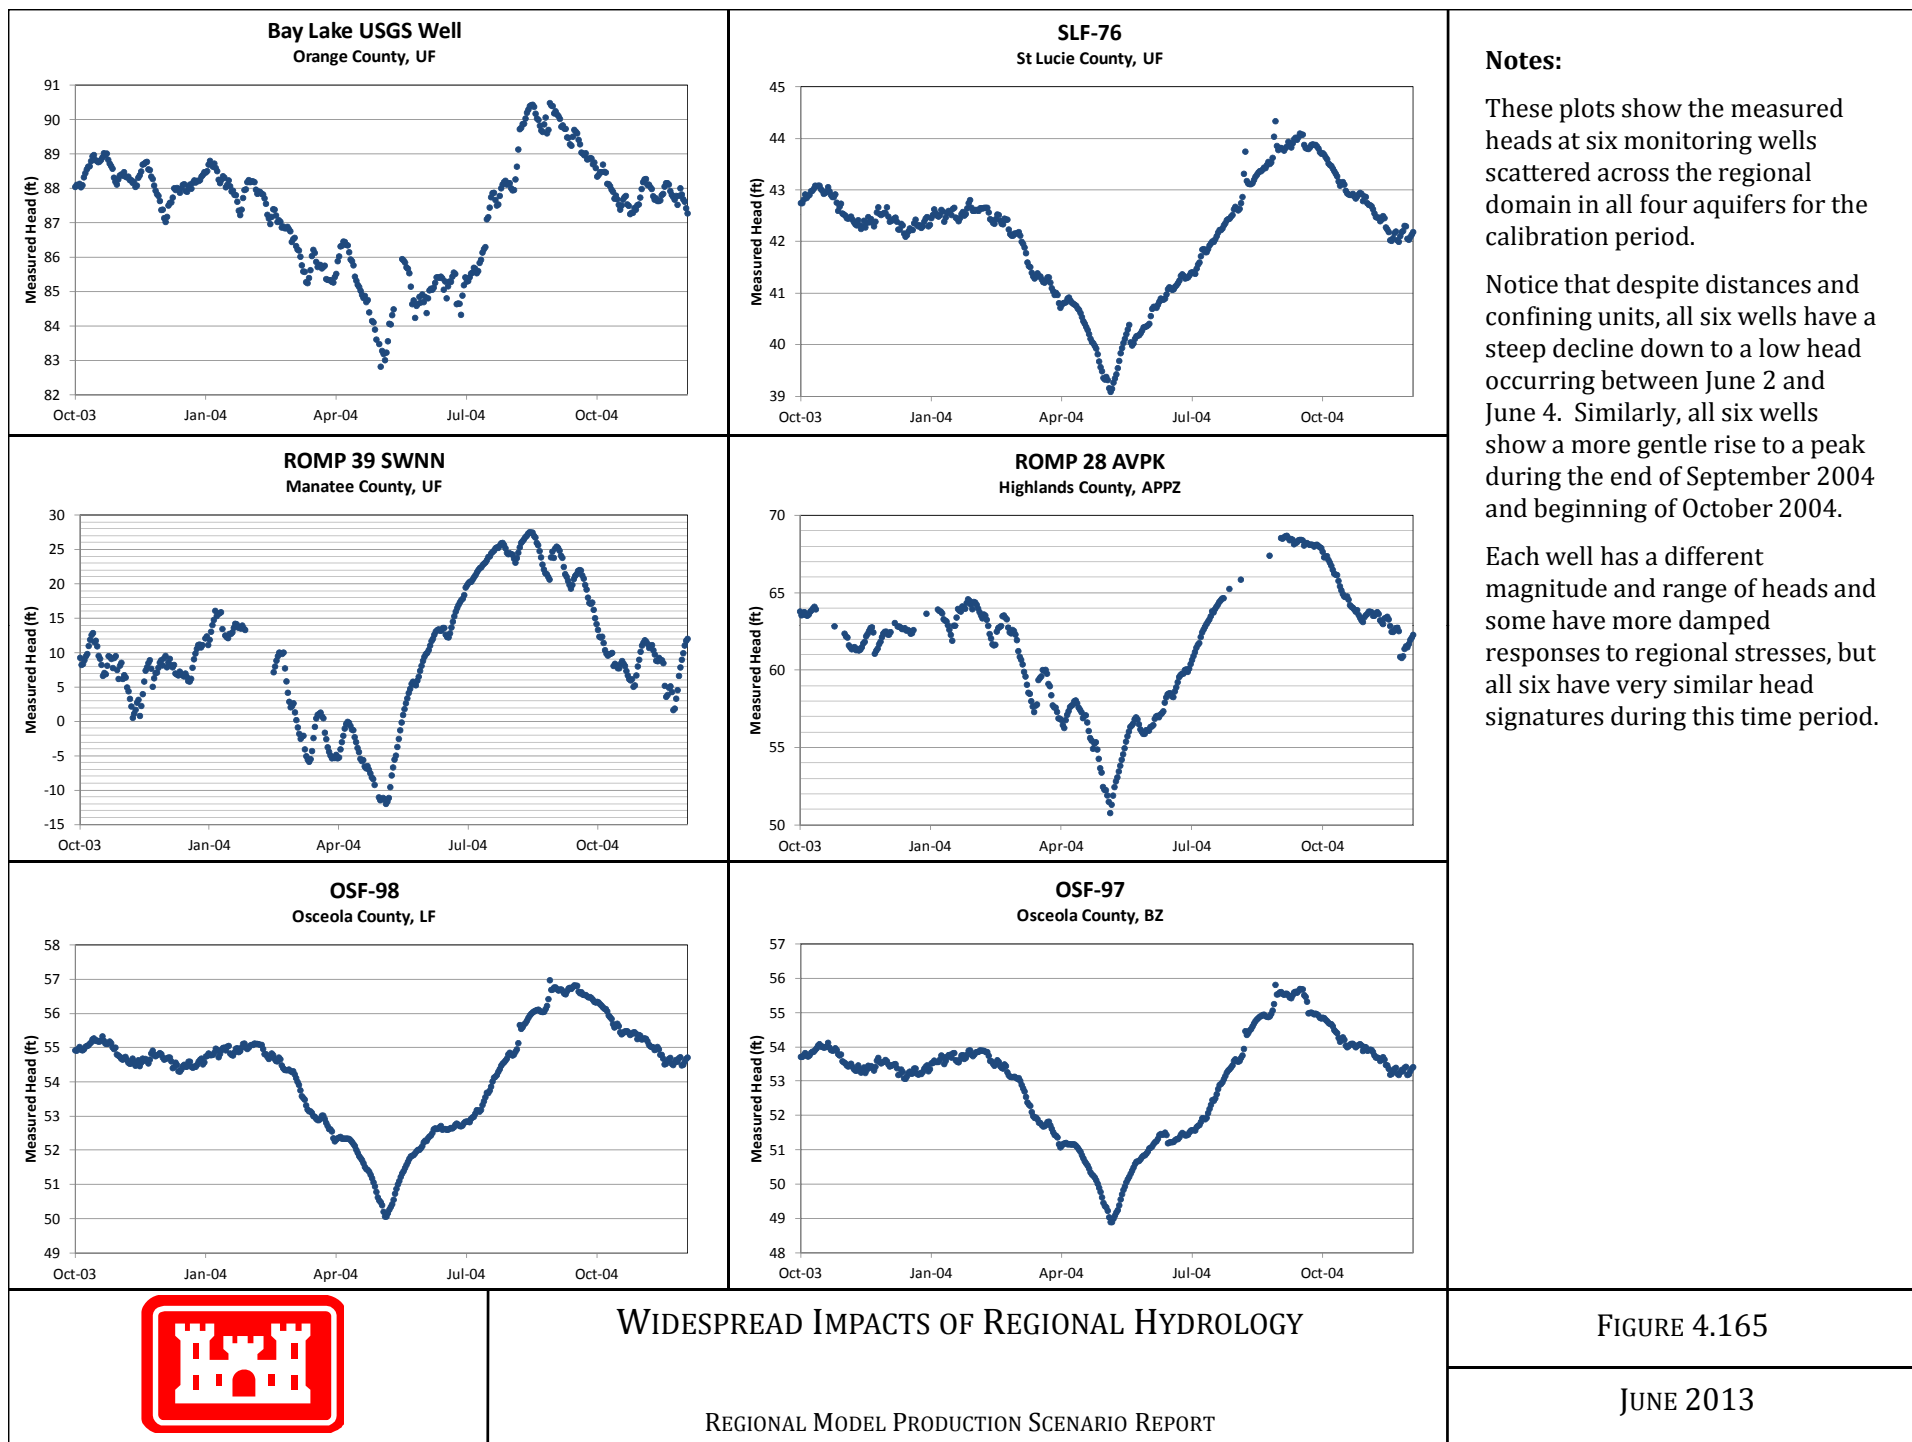 Bay Lake USGS Well
Orange County, UF
Measured Head (ft)
91
90
89
88
87
86
85
84
83
82
Oct-03 Jan-04 Apr-04 Jul-04 Oct-04
SLF-76
St Lucie County, UF
Measured Head (ft)
45
44
43
42
41
40
39
Oct-03 Jan-04 Apr-04 Jul-04 Oct-04
ROMP 39 SWNN
Manatee County, UF
Measured Head (ft)
30
25
20
15
10
5
0
-5
-10
-15
Oct-03 Jan-04 Apr-04 Jul-04 Oct-04
ROMP 28 AVPK
Highlands County, APPZ
Measured Head (ft)
70
65
60
55
50
Oct-03 Jan-04 Apr-04 Jul-04 Oct-04
OSF-98
Osceola County, LF
Measured Head (ft)
58
57
56
55
54
53
52
51
50
49
Oct-03 Jan-04 Apr-04 Jul-04 Oct-04
OSF-97
Osceola County, BZ
Measured Head (ft)
57
56
55
54
53
52
51
50
49
48
Oct-03 Jan-04 Apr-04 Jul-04 Oct-04
Notes:
These plots show the measured
heads at six monitoring wells
scattered across the regional
domain in all four aquifers for the
calibration period.
Notice that despite distances and
confining units, all six wells have a
steep decline down to a low head
occurring between June 2 and
June 4. Similarly, all six wells
show a more gentle rise to a peak
during the end of September 2004
and beginning of October 2004.
Each well has a different
magnitude and range of heads and
some have more damped
responses to regional stresses, but
all six have very similar head
signatures during this time period.
WIDESPREAD IMPACTS OF REGIONAL HYDROLOGY
REGIONAL MODEL PRODUCTION SCENARIO REPORT
FIGURE 4.165
JUNE 2013